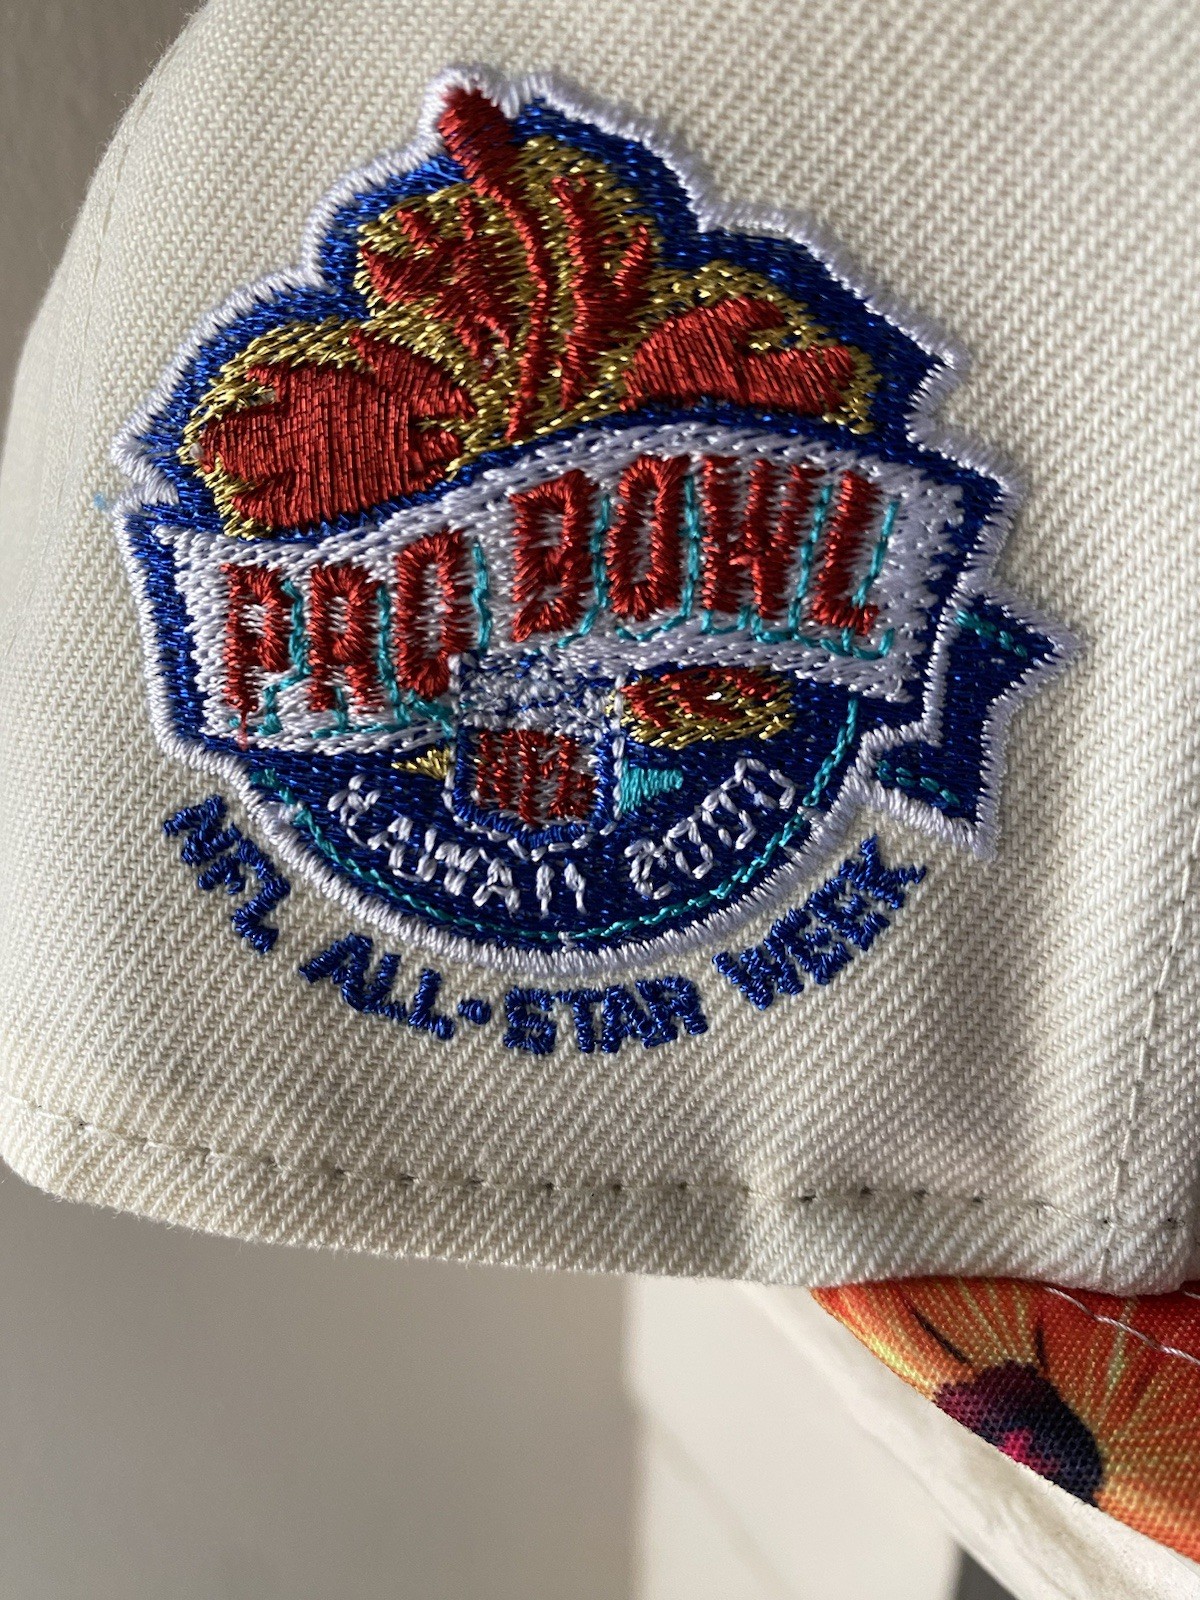 PRO BOWL
NFL
HAWAII 2000
NFL ALL-STAR WEEK